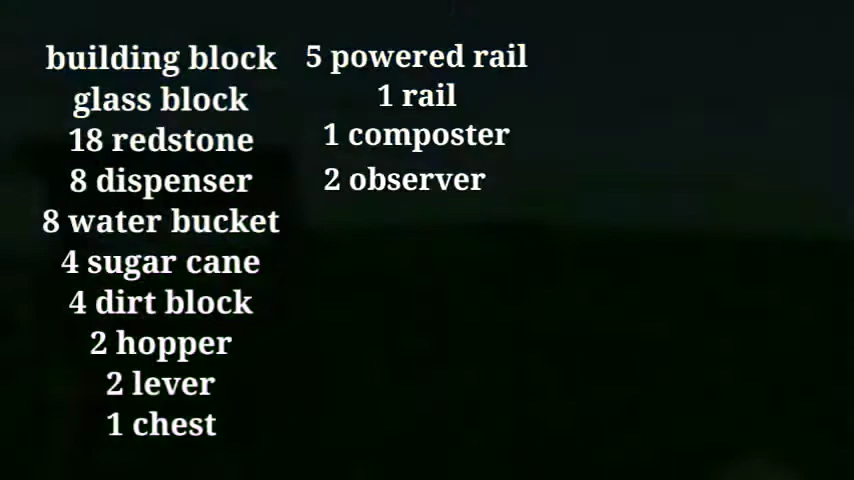 building block
glass block
18 redstone
8 dispenser
8 water bucket
4 sugar cane
4 dirt block
2 hopper
2 lever
1 chest
5 powered rail
1 rail
1 composter
2 observer